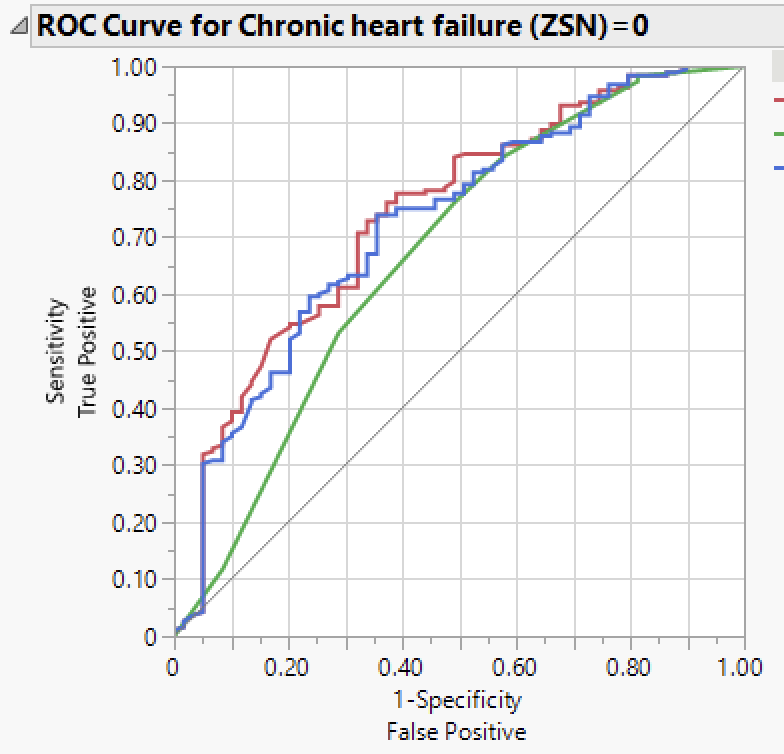 ROC Curve for Chronic heart failure (ZSN)=0
1.00
0.90
0.80
0.70
0.60
0.50
0.40
0.30
0.20
0.10
0
Sensitivity
True Positive
0 0.20 0.40 0.60 0.80 1.00
1-Specificity
False Positive